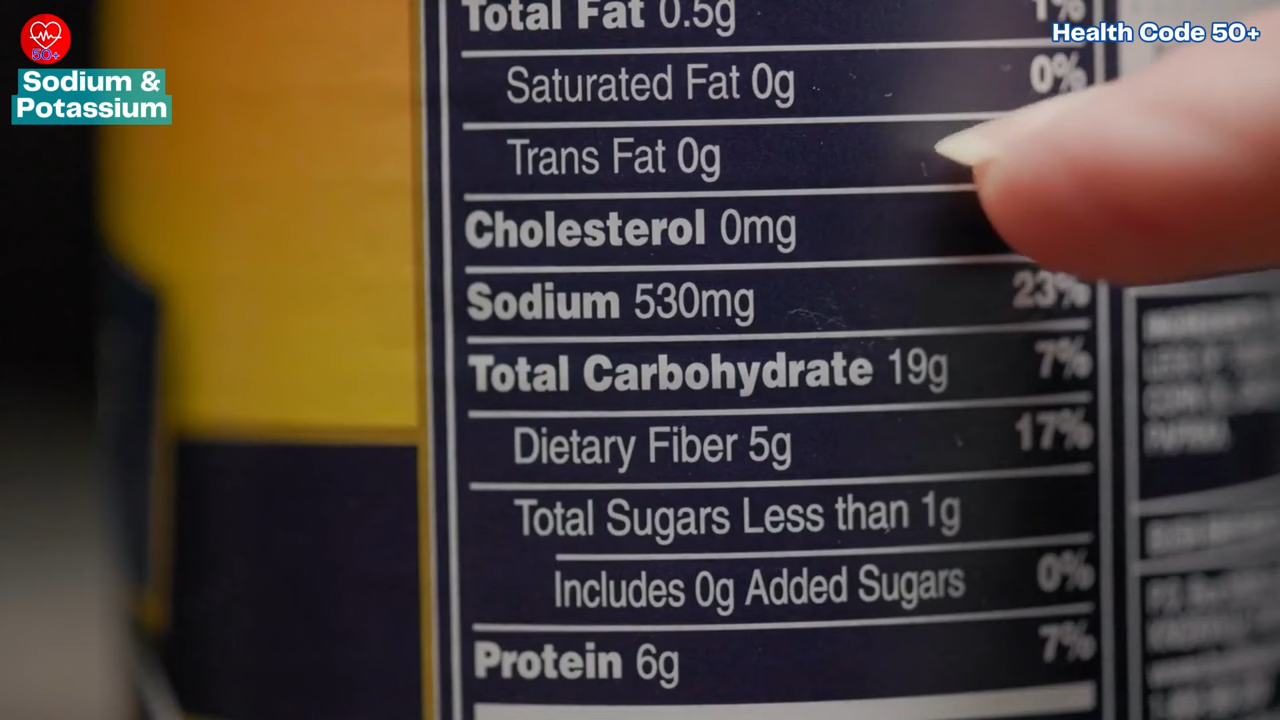 50+
Sodium &
Potassium
Health Code 50+
Total Fat 0.5g 1%
Saturated Fat 0g 0%
Trans Fat 0g
Cholesterol 0mg
Sodium 530mg 23%
Total Carbohydrate 19g 7%
Dietary Fiber 5g 17%
Total Sugars Less than 1g
Includes 0g Added Sugars 0%
Protein 6g 7%